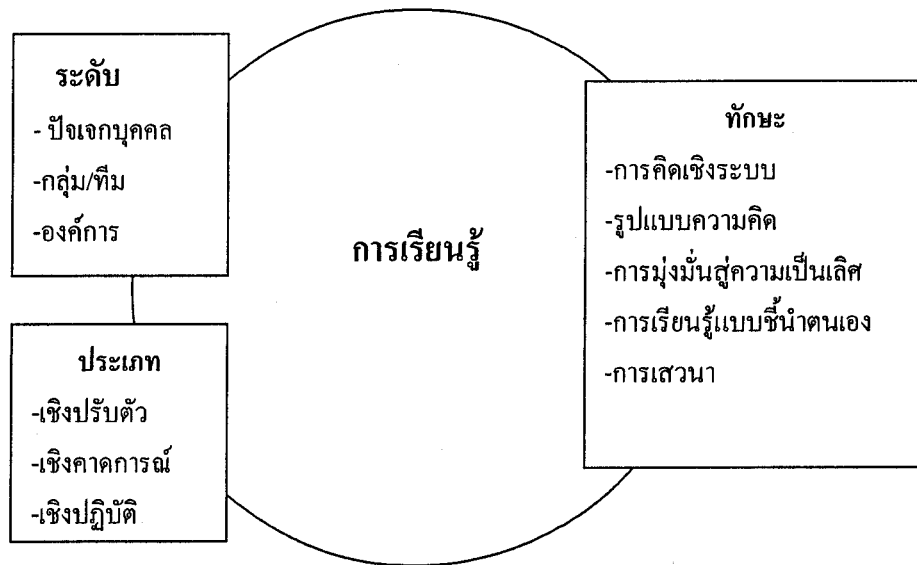 ระดับ
- ปัจเจกบุคคล
-กลุ่ม/ทีม
-องค์การ
ประเภท
-เชิงปรับตัว
-เชิงคาดการณ์
-เชิงปฏิบัติ
การเรียนรู้
ทักษะ
-การคิดเชิงระบบ
-รูปแบบความคิด
-การมุ่งมั่นสู่ความเป็นเลิศ
-การเรียนรู้แบบชี้นำตนเอง
-การเสวนา